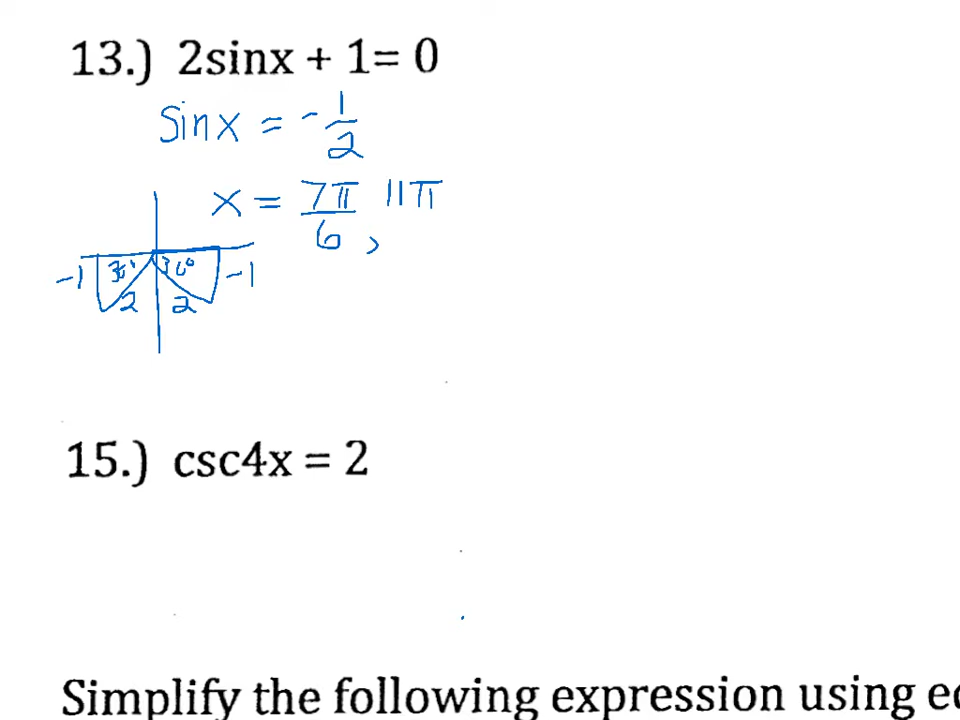 13.) 2sinx + 1= 0
sinx = -1/2
x = 7π/6, 11π
30° 30°
-1 2 2 -1
15.) csc4x = 2
Simplify the following expression using